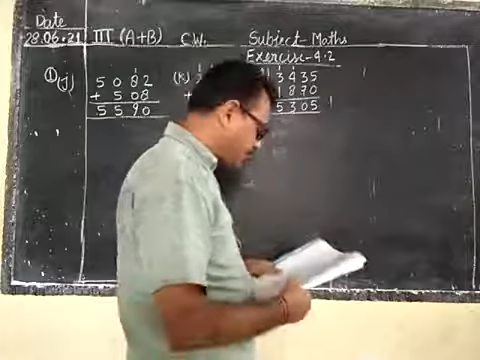 Date
28.06.21 III (A+B) C.W. Subject- Maths
Exercise-4.2
① (J) 5 0 8 2
+ 5 0 8
5 5 9 0
(K)
+
3 4 3 5
1 8 7 0
5 3 0 5